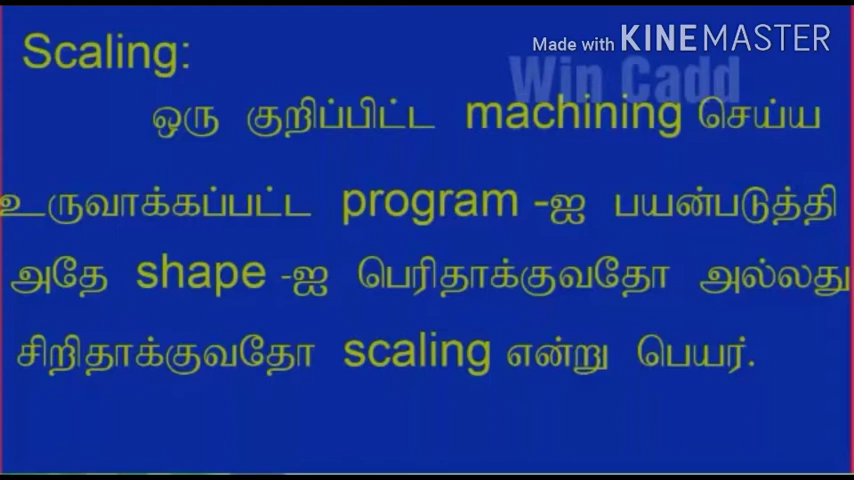 Made with KINEMASTER
Scaling:
Win Cadd
ஒரு குறிப்பிட்ட machining செய்ய
உருவாக்கப்பட்ட program -ஐ பயன்படுத்தி
அதே shape -ஐ பெரிதாக்குவதோ அல்லது
சிறிதாக்குவதோ scaling என்று பெயர்.